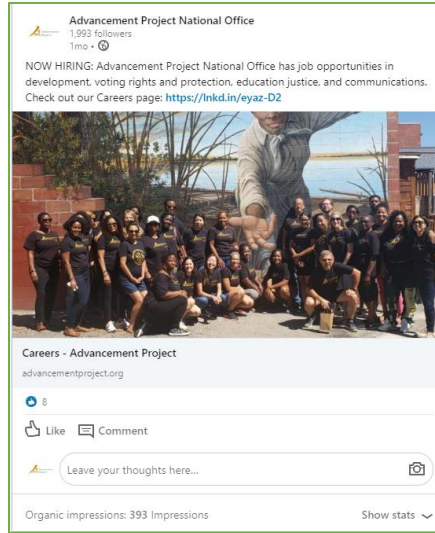 Advancement Project National Office
1,993 followers
1mo •
NOW HIRING: Advancement Project National Office has job opportunities in
development, voting rights and protection, education justice, and communications.
Check out our Careers page: https://lnkd.in/eyaz-D2
Careers - Advancement Project
advancementproject.org
8
Like Comment
Leave your thoughts here...
Organic impressions: 393 Impressions Show stats